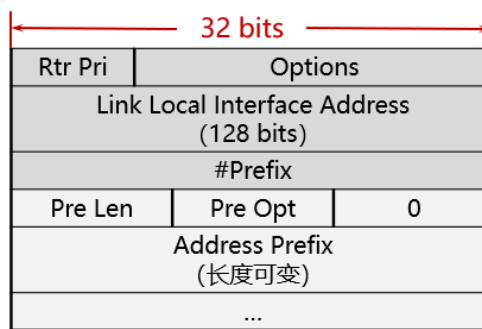 32 bits
Rtr Pri Options
Link Local Interface Address
(128 bits)
#Prefix
Pre Len Pre Opt 0
Address Prefix
(长度可变)
...